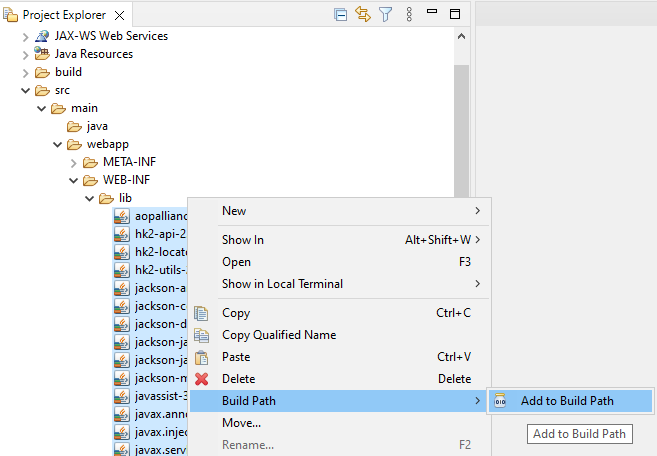 Project Explorer
JAX-WS Web Services
Java Resources
build
src
main
java
webapp
META-INF
WEB-INF
lib
aopallianc
hk2-api-2
hk2-locato
hk2-utils-
jackson-a
jackson-c
jackson-d
jackson-ja
jackson-ja
jackson-m
javassist-3
javax.anno
javax.injec
javax.serv
New
Show In Alt+Shift+W
Open F3
Show in Local Terminal
Copy Ctrl+C
Copy Qualified Name
Paste Ctrl+V
Delete Delete
Build Path
Move...
Rename... F2
010
Add to Build Path
Add to Build Path